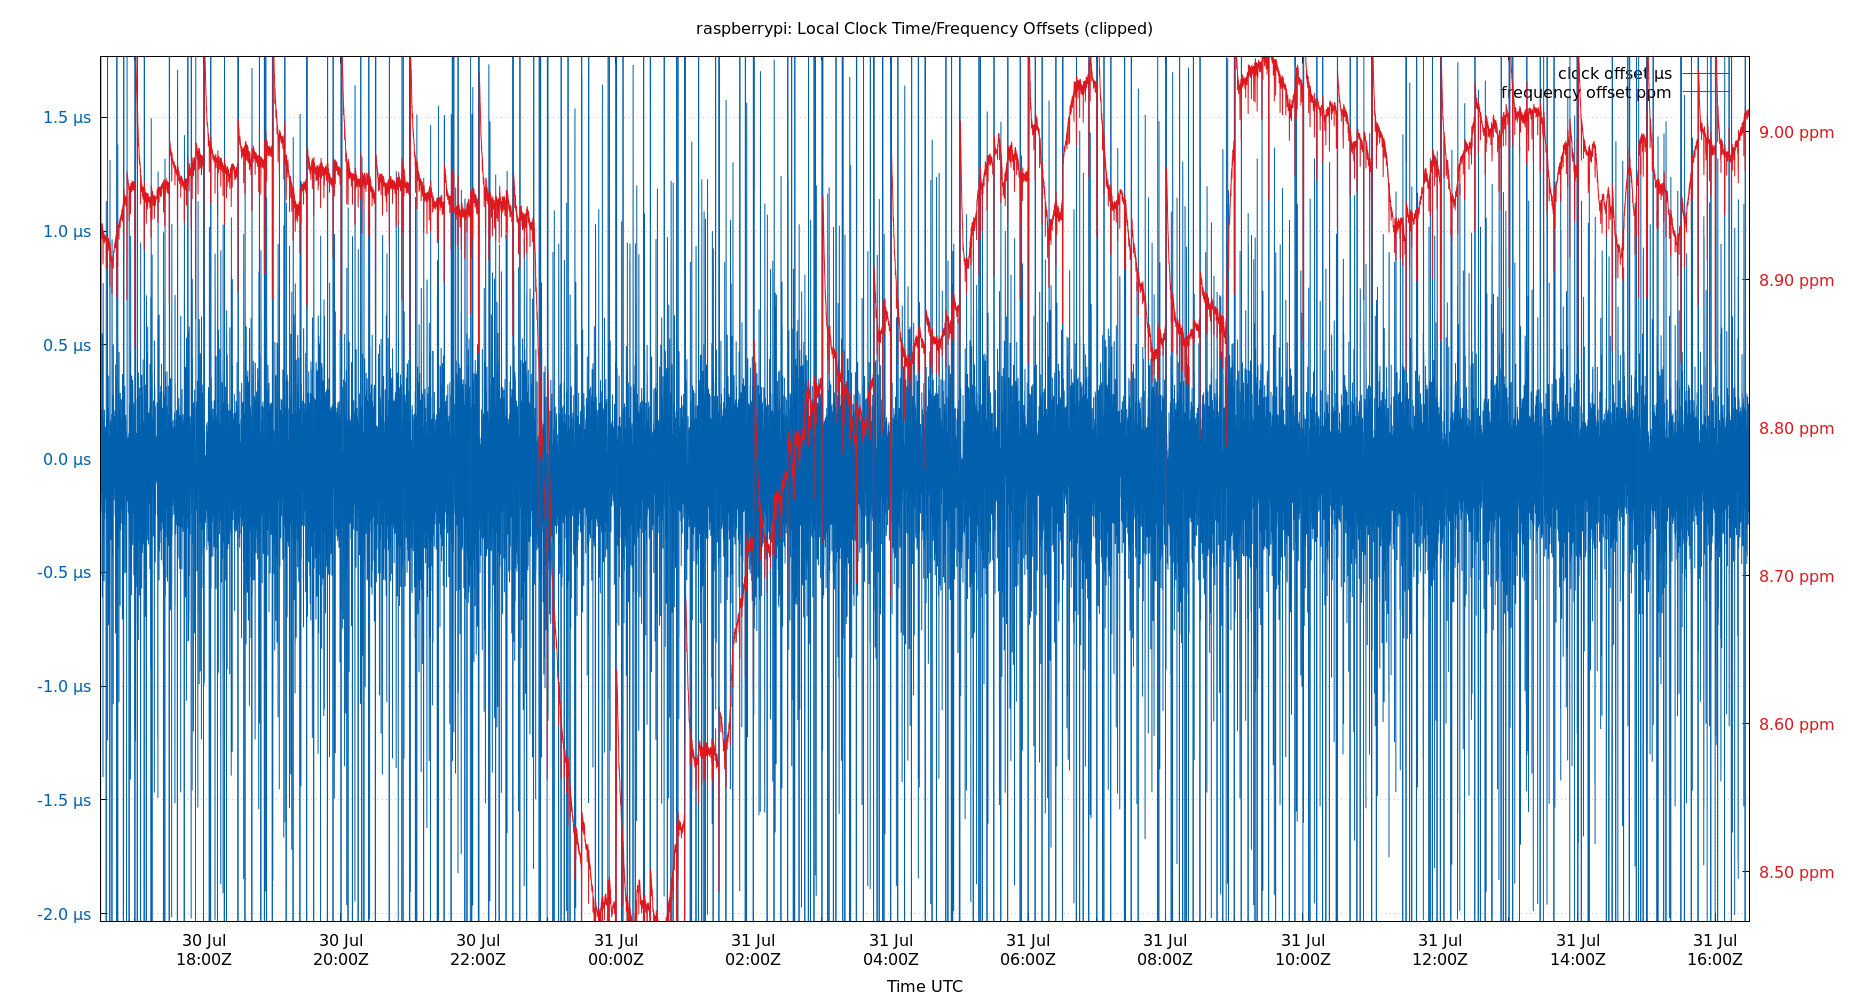 raspberrypi: Local Clock Time/Frequency Offsets (clipped)
clock offset µs
frequency offset ppm
1.5 µs
1.0 µs
0.5 µs
0.0 µs
-0.5 µs
-1.0 µs
-1.5 µs
-2.0 µs
9.00 ppm
8.90 ppm
8.80 ppm
8.70 ppm
8.60 ppm
8.50 ppm
30 Jul 30 Jul 30 Jul 31 Jul 31 Jul 31 Jul 31 Jul 31 Jul 31 Jul 31 Jul 31 Jul 31 Jul
18:00Z 20:00Z 22:00Z 00:00Z 02:00Z 04:00Z 06:00Z 08:00Z 10:00Z 12:00Z 14:00Z 16:00Z
Time UTC